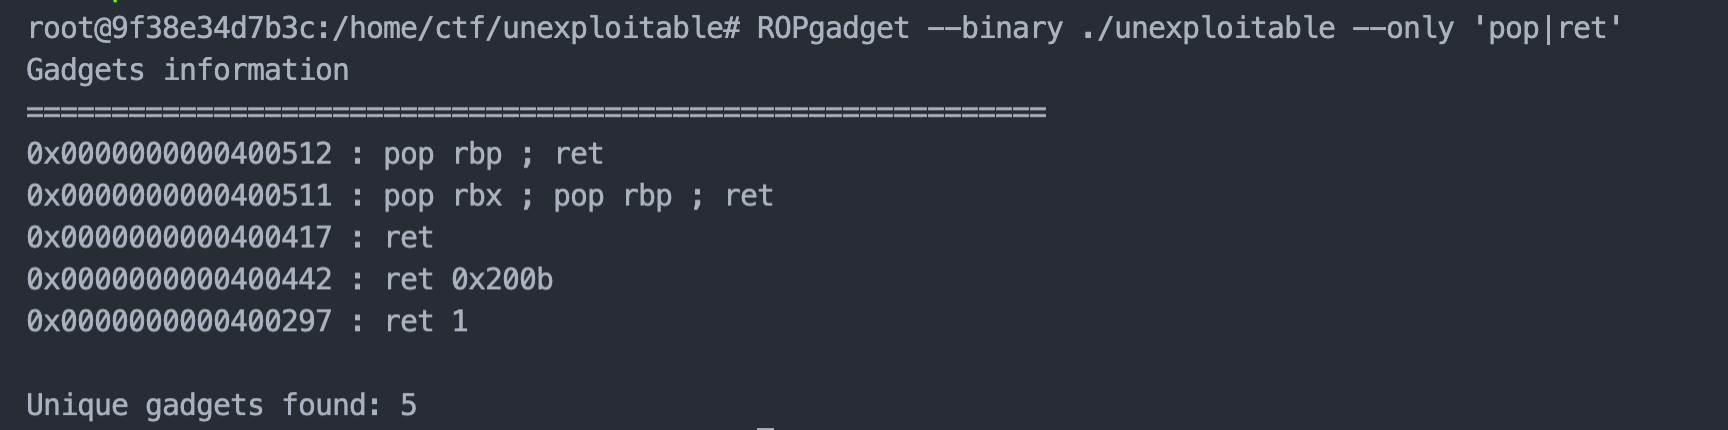 root@9f38e34d7b3c:/home/ctf/unexploitable# ROPgadget --binary ./unexploitable --only 'pop|ret'
Gadgets information
============================================================
0x0000000000400512 : pop rbp ; ret
0x0000000000400511 : pop rbx ; pop rbp ; ret
0x0000000000400417 : ret
0x0000000000400442 : ret 0x200b
0x0000000000400297 : ret 1
Unique gadgets found: 5